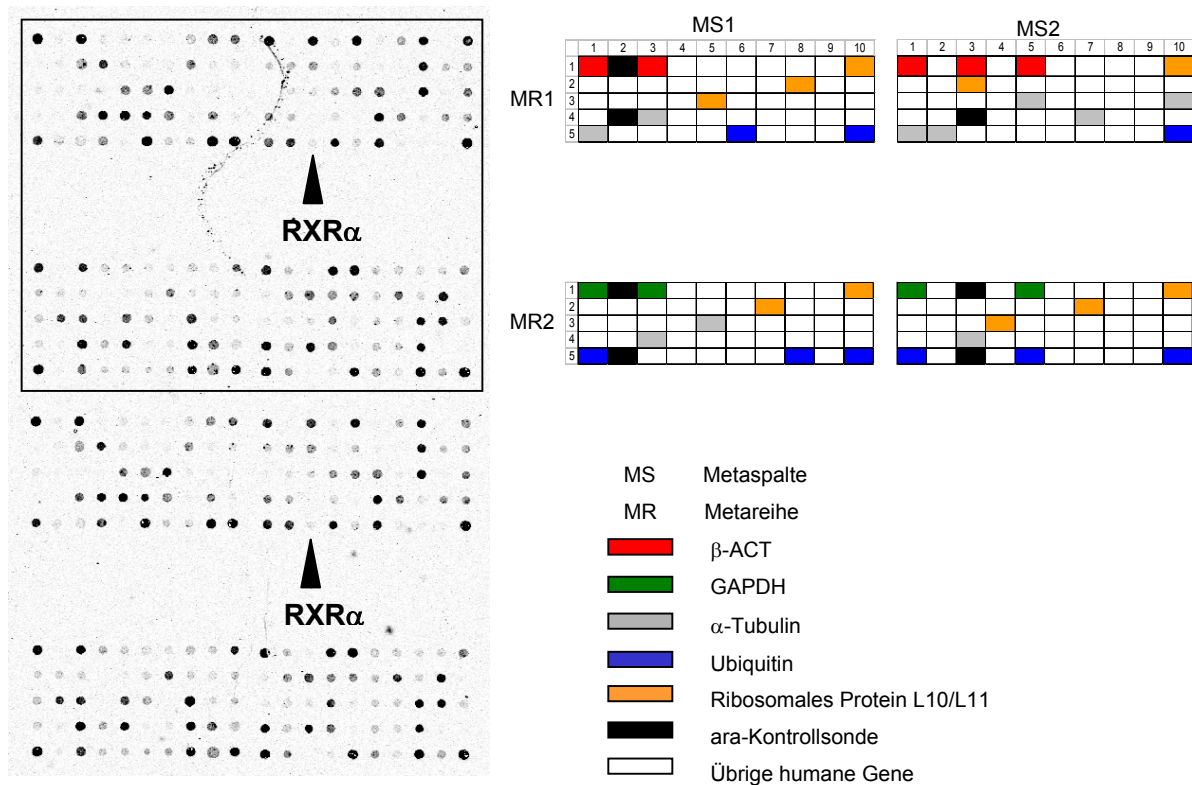 MS1
MS2
1 2 3 4 5 6 7 8 9 10
1 2 3 4 5 6 7 8 9 10
MR1
1
2
3
4
5
RXRα
MR2
1
2
3
4
5
MS Metaspalte
MR Metareihe
β-ACT
GAPDH
α-Tubulin
Ubiquitin
Ribosomales Protein L10/L11
ara-Kontrollsonde
Übrige humane Gene
RXRα